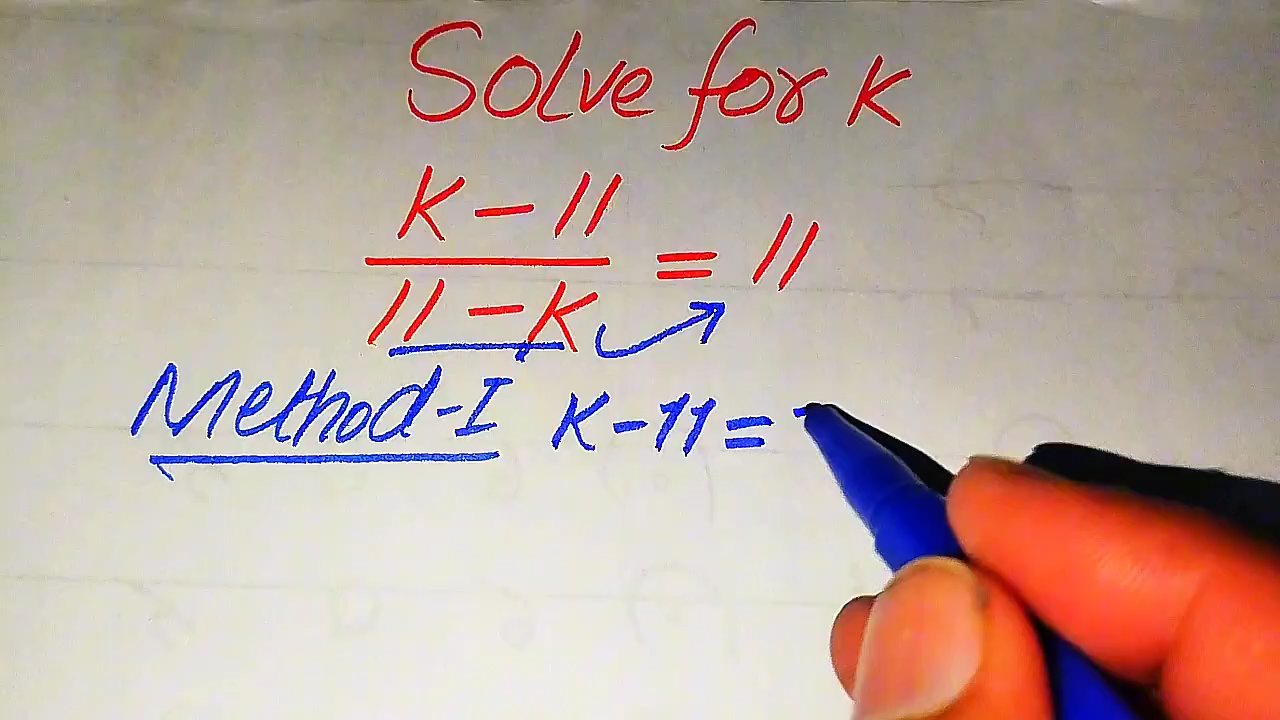 Solve for K
K - 11
11 - K
= 11
Method-I K - 11 =